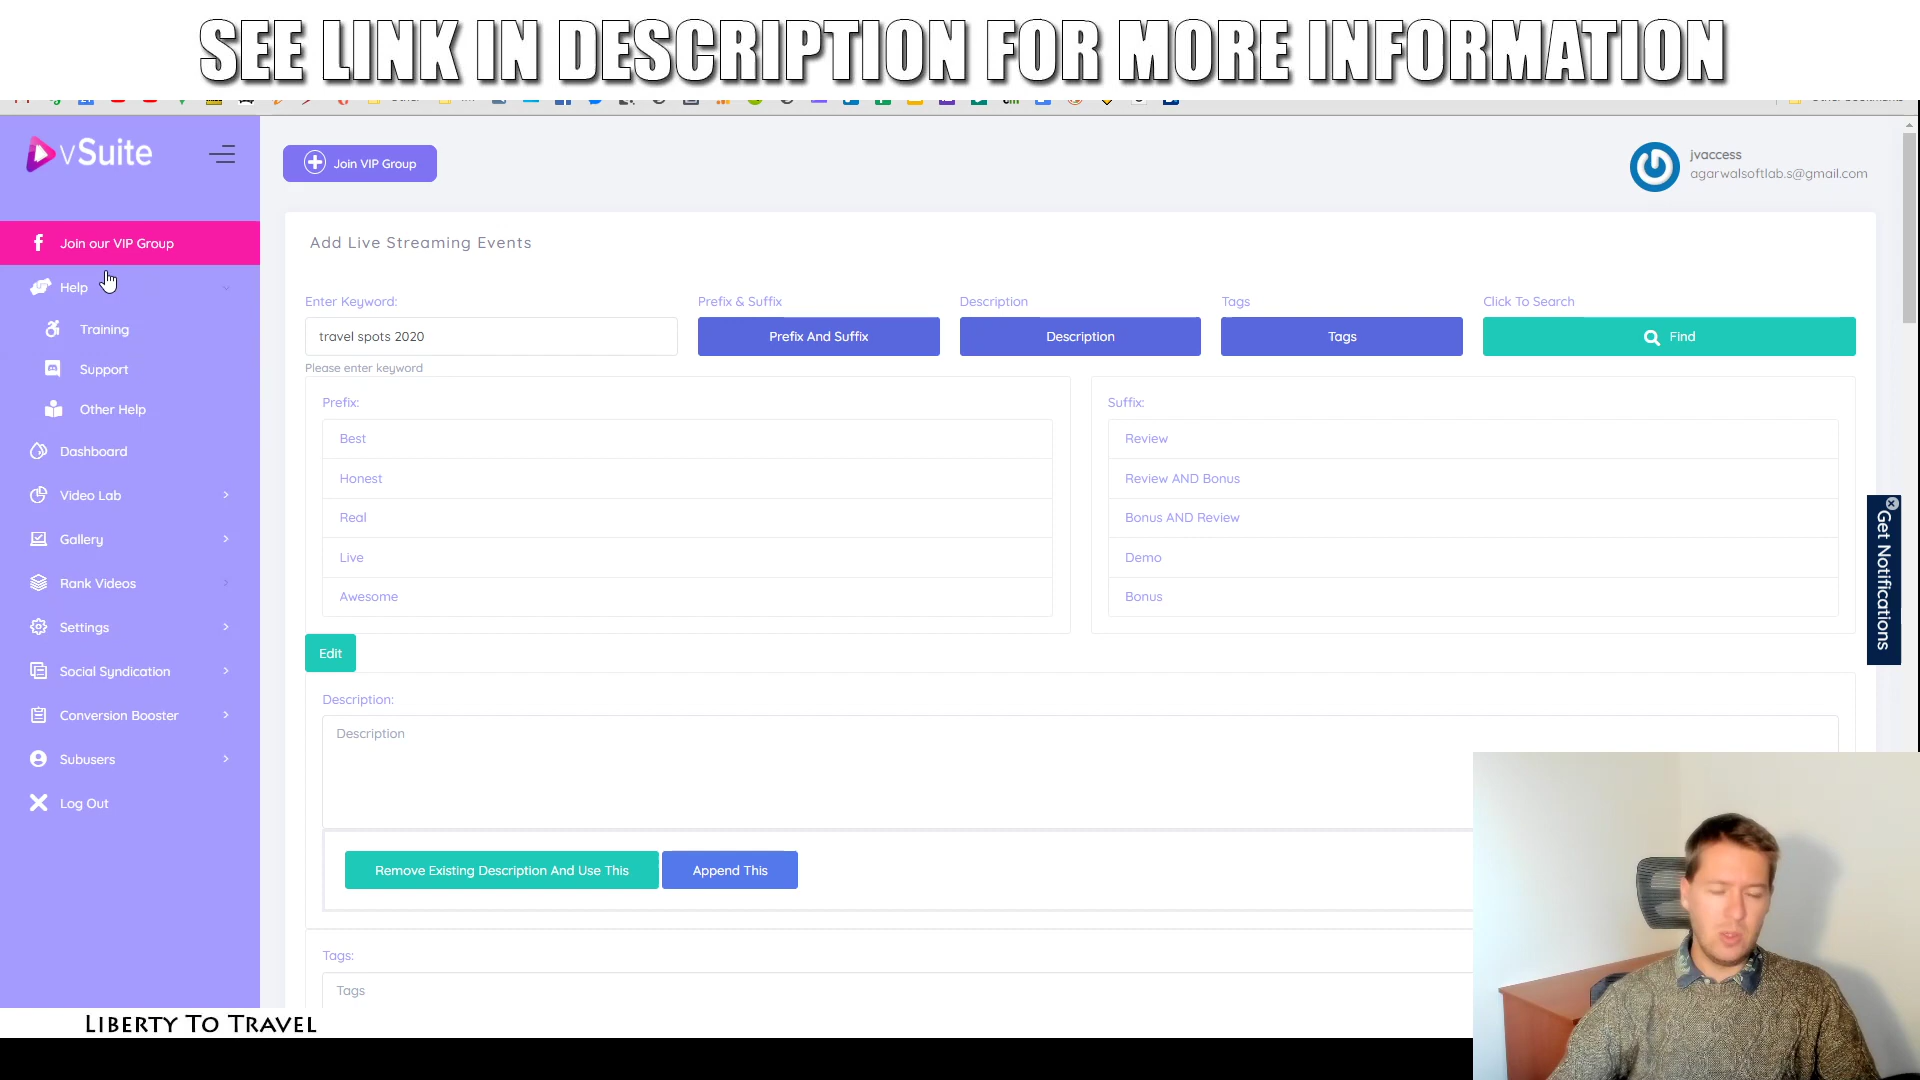 SEE LINK IN DESCRIPTION FOR MORE INFORMATION
vSuite
Join VIP Group
jvaccess
agarwalsoftlab.s@gmail.com
Join our VIP Group
Help
Training
Support
Other Help
Dashboard
Video Lab
Gallery
Rank Videos
Settings
Social Syndication
Conversion Booster
Subusers
Log Out
Add Live Streaming Events
Enter Keyword:
travel spots 2020
Please enter keyword
Prefix & Suffix
Prefix And Suffix
Description
Description
Tags
Tags
Click To Search
Find
Prefix:
Best
Honest
Real
Live
Awesome
Suffix:
Review
Review AND Bonus
Bonus AND Review
Demo
Bonus
Edit
Description:
Description
Remove Existing Description And Use This
Append This
Tags:
Tags
Get Notifications
LIBERTY TO TRAVEL